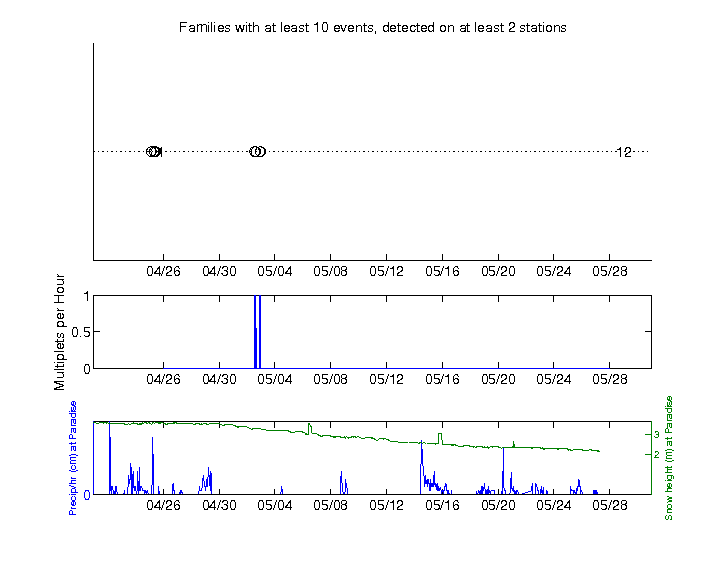 Families with at least 10 events, detected on at least 2 stations
12
04/26 04/30 05/04 05/08 05/12 05/16 05/20 05/24 05/28
Multiplets per Hour
1
0.5
0
04/26 04/30 05/04 05/08 05/12 05/16 05/20 05/24 05/28
Precip/hr (cm) at Paradise
0
3
2
Snow height (m) at Paradise
04/26 04/30 05/04 05/08 05/12 05/16 05/20 05/24 05/28